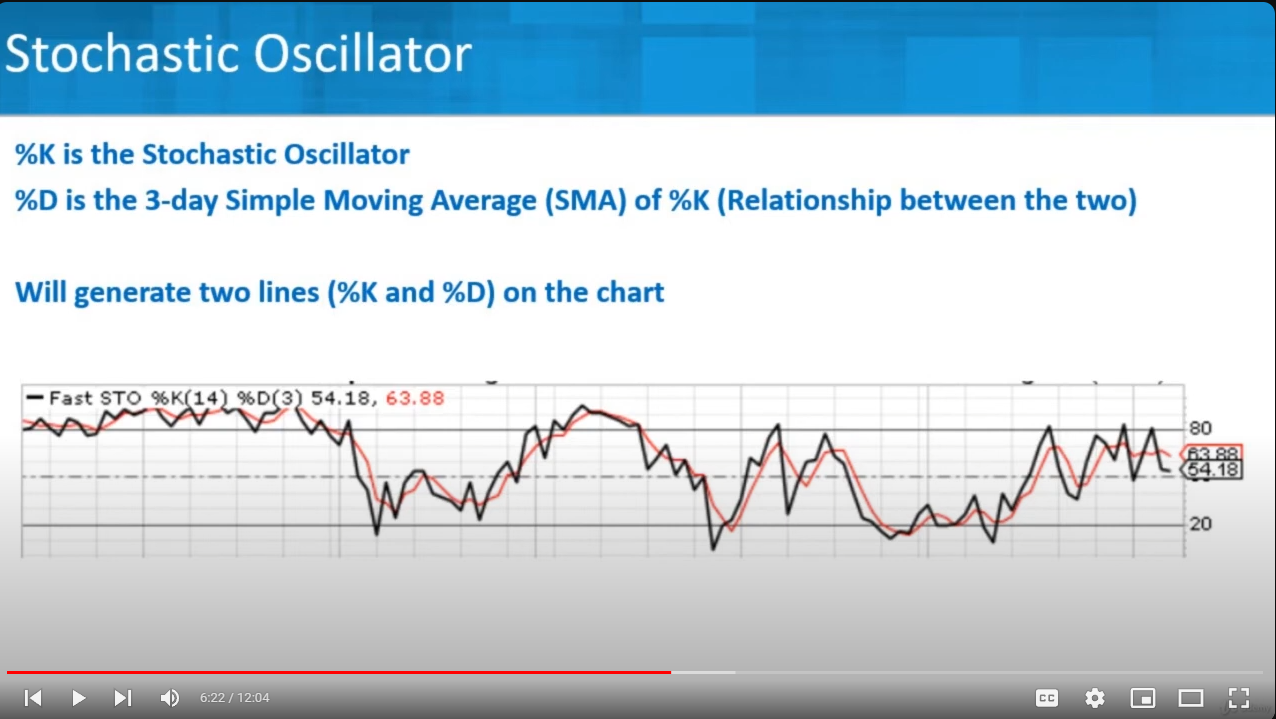 Stochastic Oscillator
%K is the Stochastic Oscillator
%D is the 3-day Simple Moving Average (SMA) of %K (Relationship between the two)
Will generate two lines (%K and %D) on the chart
Fast STO %K(14) %D(3) 54.18, 63.88
80
63.88
54.18
20
6:22 / 12:04
CC